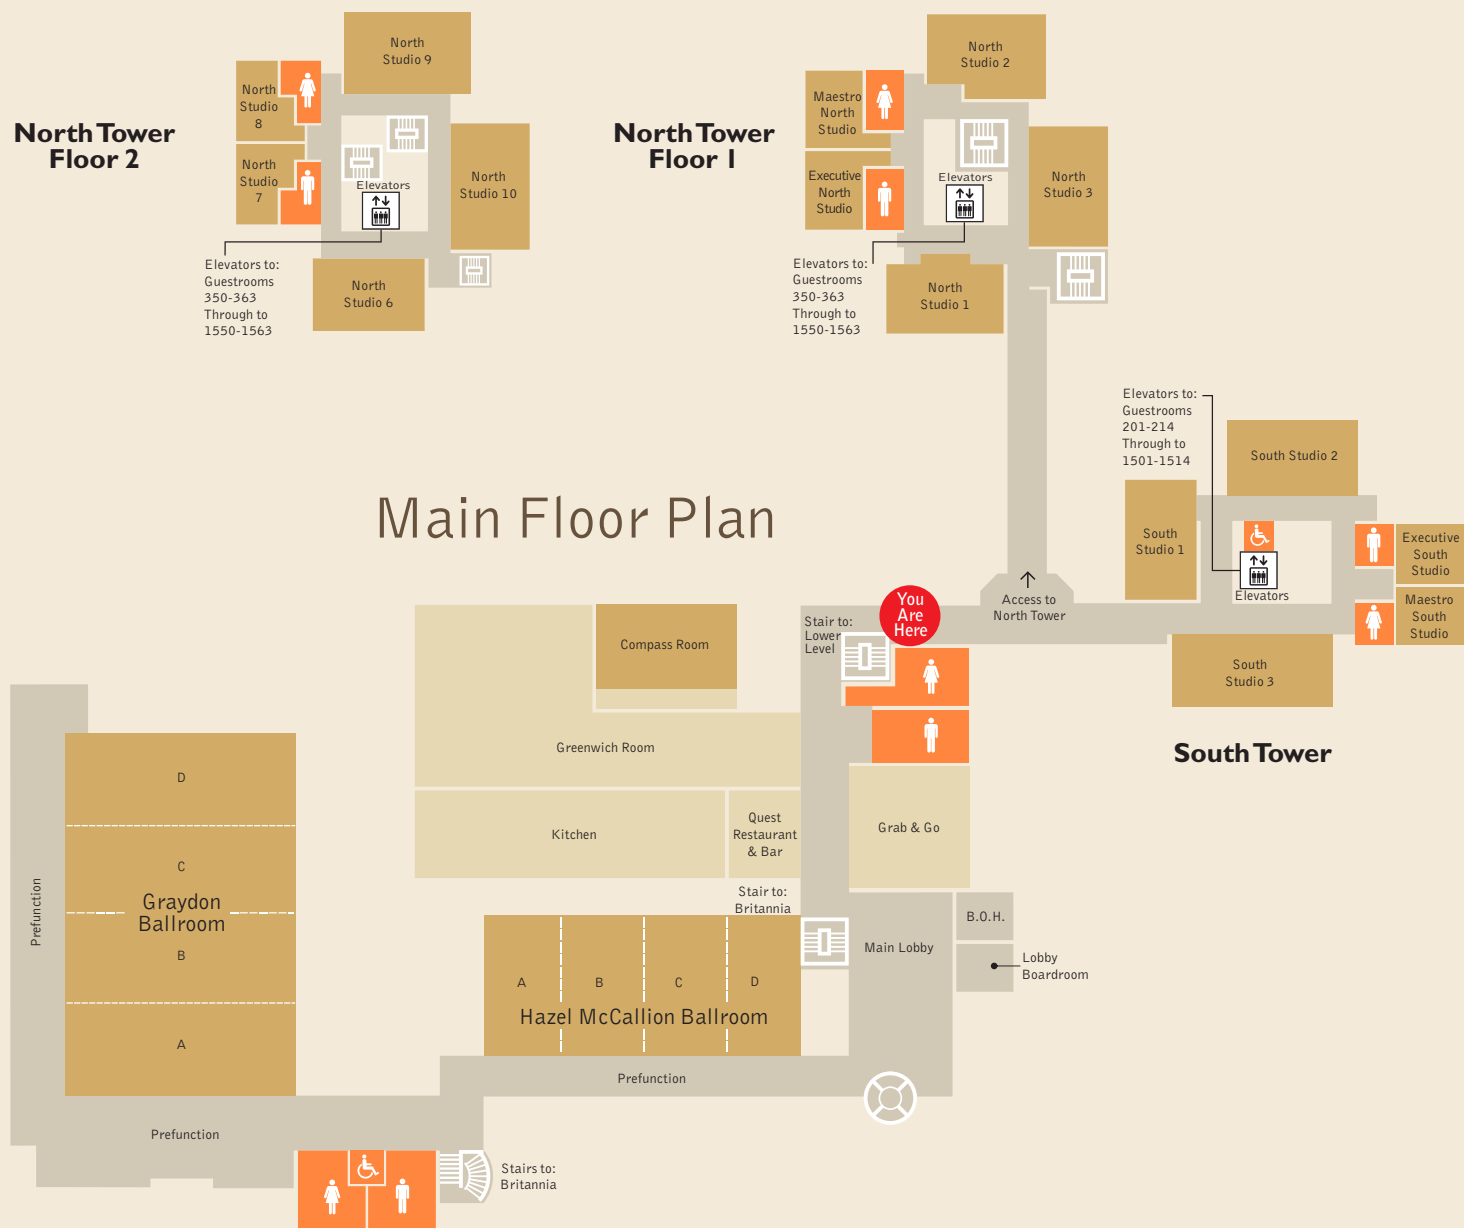 North Tower
Floor 2
North
Studio 9
North
Studio
8
North
Studio
7
North
Studio 10
Elevators
Elevators to:
Guestrooms
350-363
Through to
1550-1563
North
Studio 6
North Tower
Floor 1
North
Studio 2
Maestro
North
Studio
Executive
North
Studio
Elevators
North
Studio 3
Elevators to:
Guestrooms
350-363
Through to
1550-1563
North
Studio 1
Elevators to:
Guestrooms
201-214
Through to
1501-1514
South Studio 2
South
Studio 1
Elevators
Executive
South
Studio
Maestro
South
Studio
South
Studio 3
South Tower
Main Floor Plan
Access to
North Tower
You
Are
Here
Stair to:
Lower
Level
Compass Room
Greenwich Room
Kitchen
Quest
Restaurant
& Bar
Grab & Go
Stair to:
Britannia
Main Lobby
B.O.H.
Lobby
Boardroom
A
B
C
D
Hazel McCallion Ballroom
Prefunction
Prefunction
D
C
Graydon
Ballroom
B
A
Prefunction
Stairs to:
Britannia